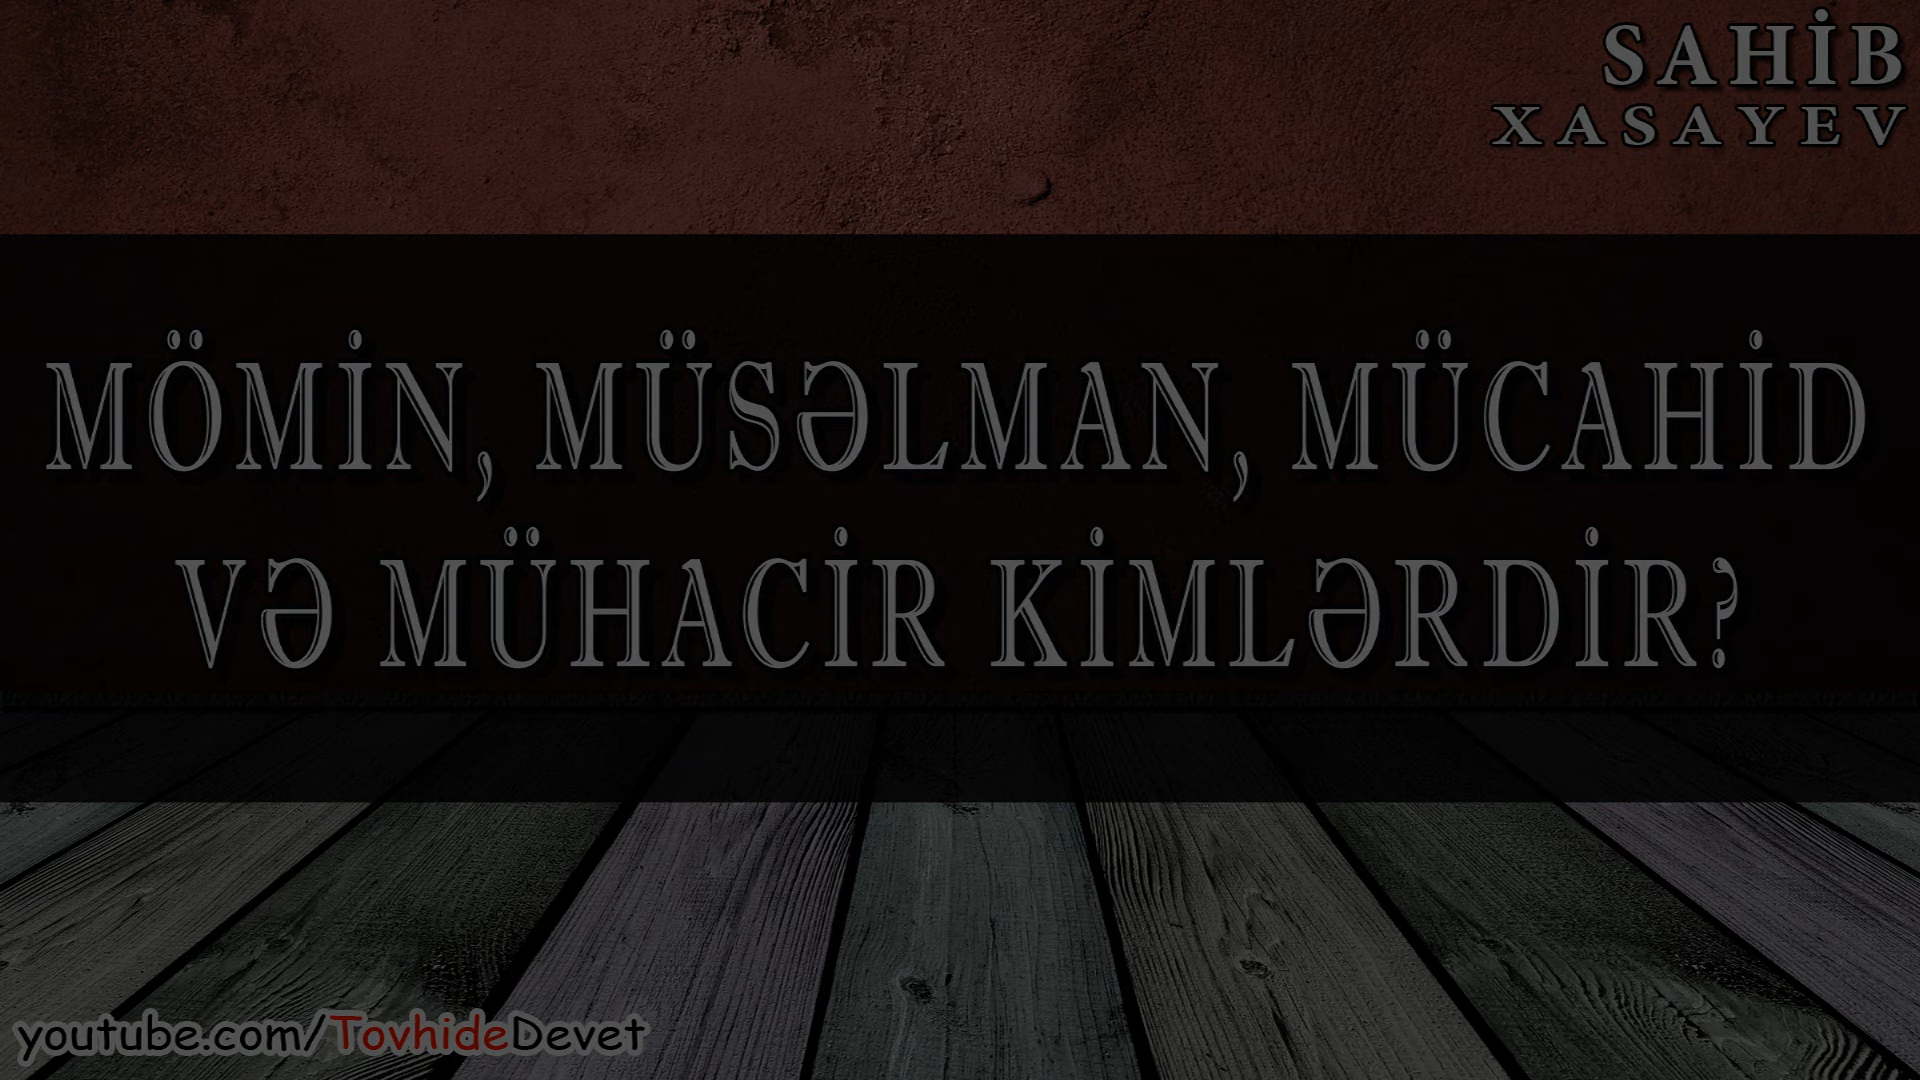 SAHİB
XASAYEV
MÖMİN, MÜSƏLMAN, MÜCAHİD
VƏ MÜHACİR KİMLƏRDİR?
youtube.com/TovhideDevet